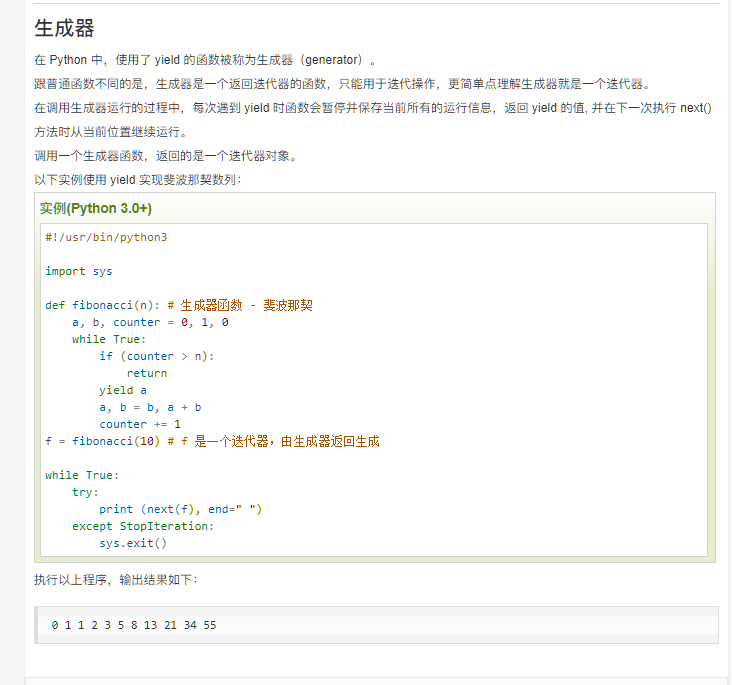 生成器
在 Python 中，使用了 yield 的函数被称为生成器（generator）。
跟普通函数不同的是，生成器是一个返回迭代器的函数，只能用于迭代操作，更简单点理解生成器就是一个迭代器。
在调用生成器运行的过程中，每次遇到 yield 时函数会暂停并保存当前所有的运行信息，返回 yield 的值, 并在下一次执行 next()
方法时从当前位置继续运行。
调用一个生成器函数，返回的是一个迭代器对象。
以下实例使用 yield 实现斐波那契数列：
实例(Python 3.0+)
#!/usr/bin/python3
import sys
def fibonacci(n): # 生成器函数 - 斐波那契
    a, b, counter = 0, 1, 0
    while True:
        if (counter > n):
            return
        yield a
        a, b = b, a + b
        counter += 1
f = fibonacci(10) # f 是一个迭代器，由生成器返回生成
while True:
    try:
        print (next(f), end=" ")
    except StopIteration:
        sys.exit()
执行以上程序，输出结果如下：
0 1 1 2 3 5 8 13 21 34 55